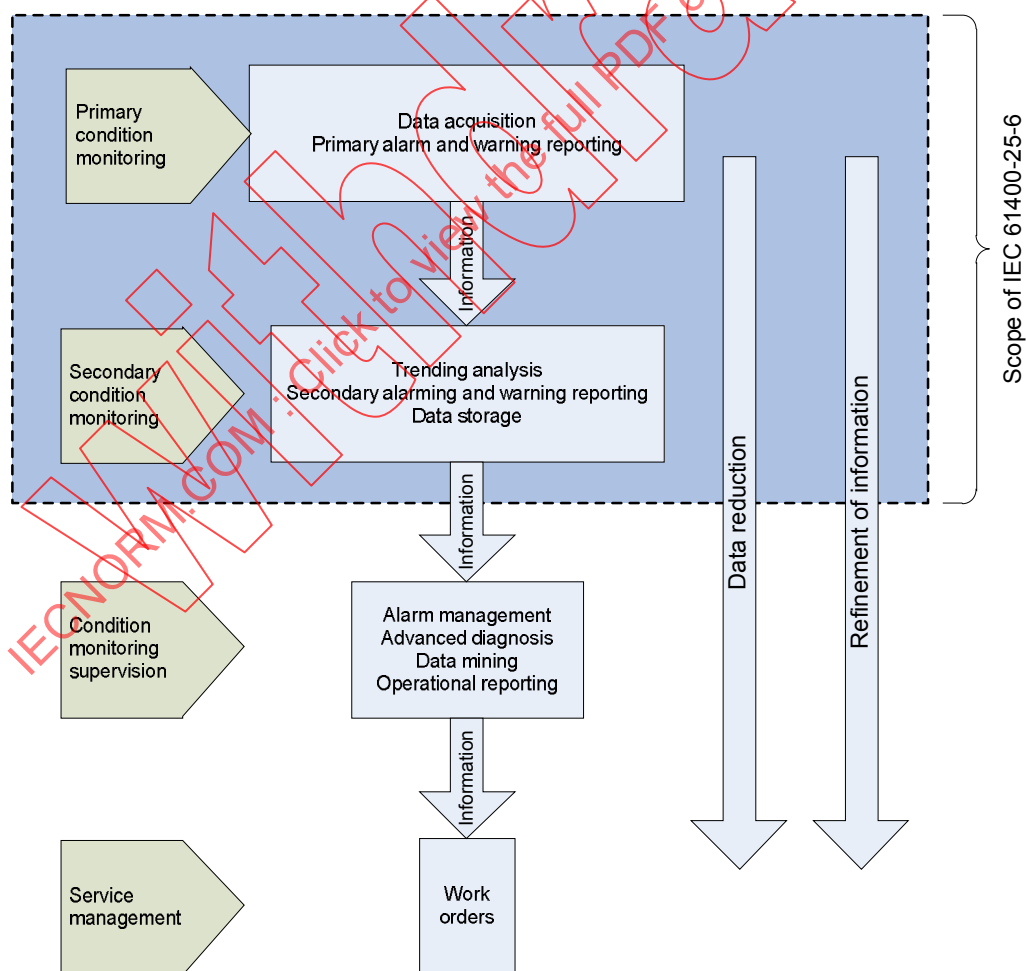 Primary
condition
monitoring
Data acquisition
Primary alarm and warning reporting
Information
Secondary
condition
monitoring
Trending analysis
Secondary alarming and warning reporting
Data storage
Information
Condition
monitoring
supervision
Alarm management
Advanced diagnosis
Data mining
Operational reporting
Information
Service
management
Work
orders
Data reduction
Refinement of information
Scope of IEC 61400-25-6
IECNORM.COM : Click to view the full PDF